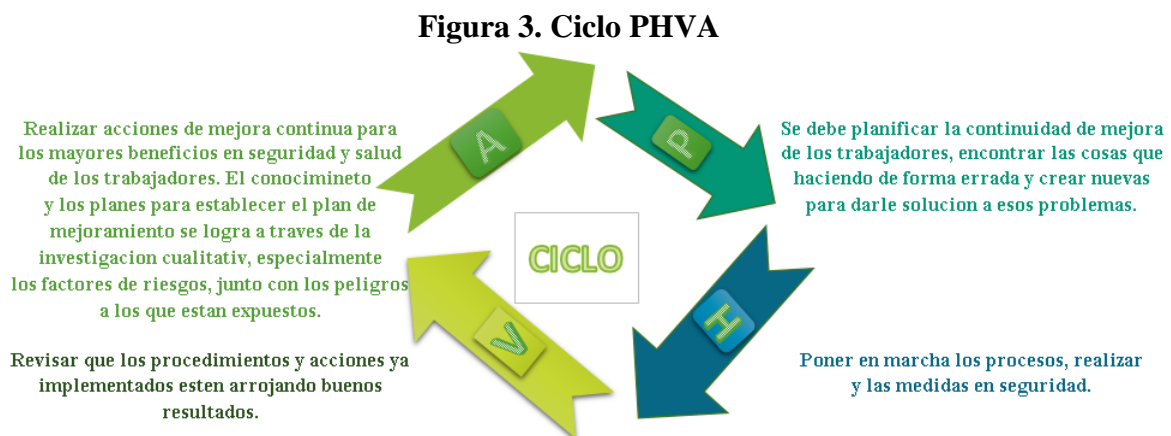 Figura 3. Ciclo PHVA
A
P
Realizar acciones de mejora continua para
los mayores beneficios en seguridad y salud
de los trabajadores. El conocimineto
y los planes para establecer el plan de
mejoramiento se logra a traves de la
investigacion cualitativ, especialmente
los factores de riesgos, junto con los peligros
a los que estan expuestos.
Se debe planificar la continuidad de mejora
de los trabajadores, encontrar las cosas que
haciendo de forma errada y crear nuevas
para darle solucion a esos problemas.
CICLO
V
H
Revisar que los procedimientos y acciones ya
implementados esten arrojando buenos
resultados.
Poner en marcha los procesos, realizar
y las medidas en seguridad.